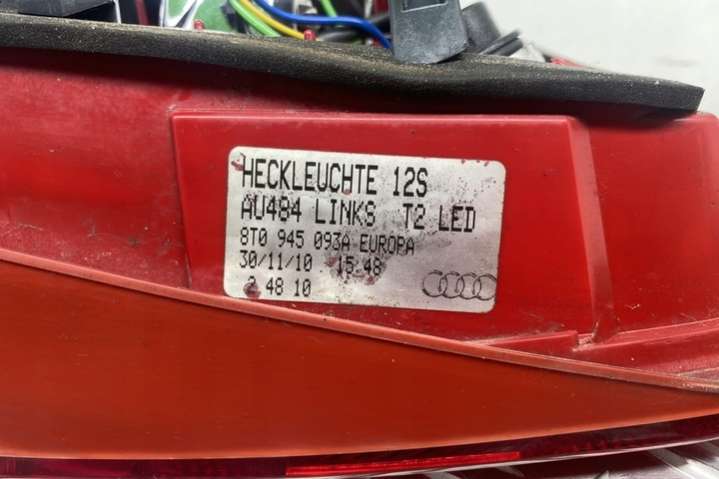 HECKLEUCHTE 12S
AU484 LINKS T2 LED
8T0 945 093A EUROPA
30/11/10 15:48
2 48 10